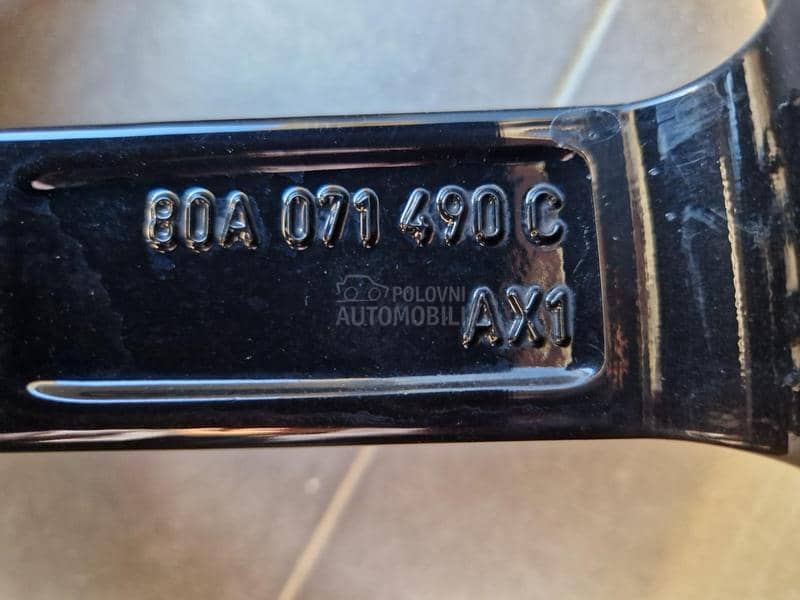 80A 071 490 C
POLOVNI
AUTOMOBILI
AX1